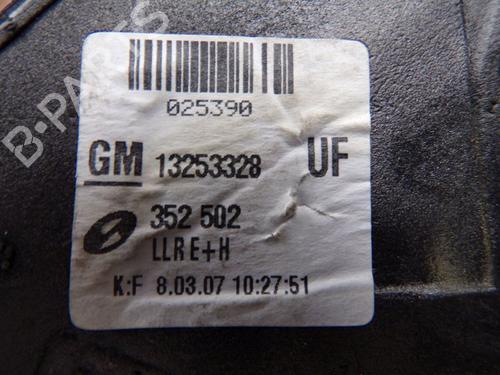 B-PARTS
025390
GM 13253328 UF
352 502
LLRE+H
K:F 8.03.07 10:27:51